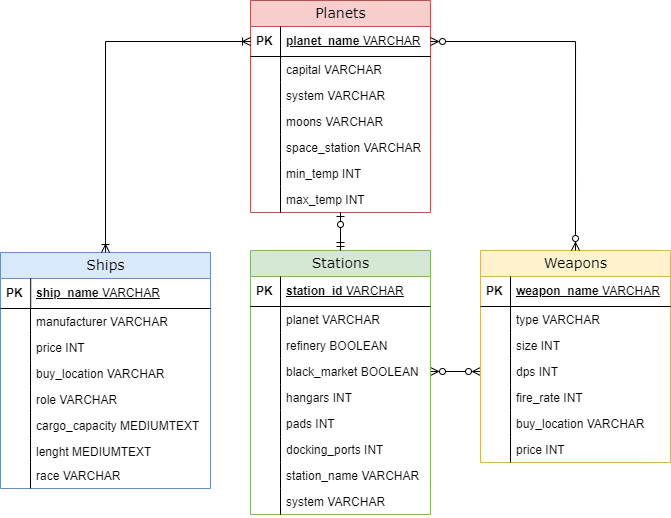 Planets
PK planet_name VARCHAR
capital VARCHAR
system VARCHAR
moons VARCHAR
space_station VARCHAR
min_temp INT
max_temp INT
Ships
PK ship_name VARCHAR
manufacturer VARCHAR
price INT
buy_location VARCHAR
role VARCHAR
cargo_capacity MEDIUMTEXT
lenght MEDIUMTEXT
race VARCHAR
Stations
PK station_id VARCHAR
planet VARCHAR
refinery BOOLEAN
black_market BOOLEAN
hangars INT
pads INT
docking_ports INT
station_name VARCHAR
system VARCHAR
Weapons
PK weapon_name VARCHAR
type VARCHAR
size INT
dps INT
fire_rate INT
buy_location VARCHAR
price INT